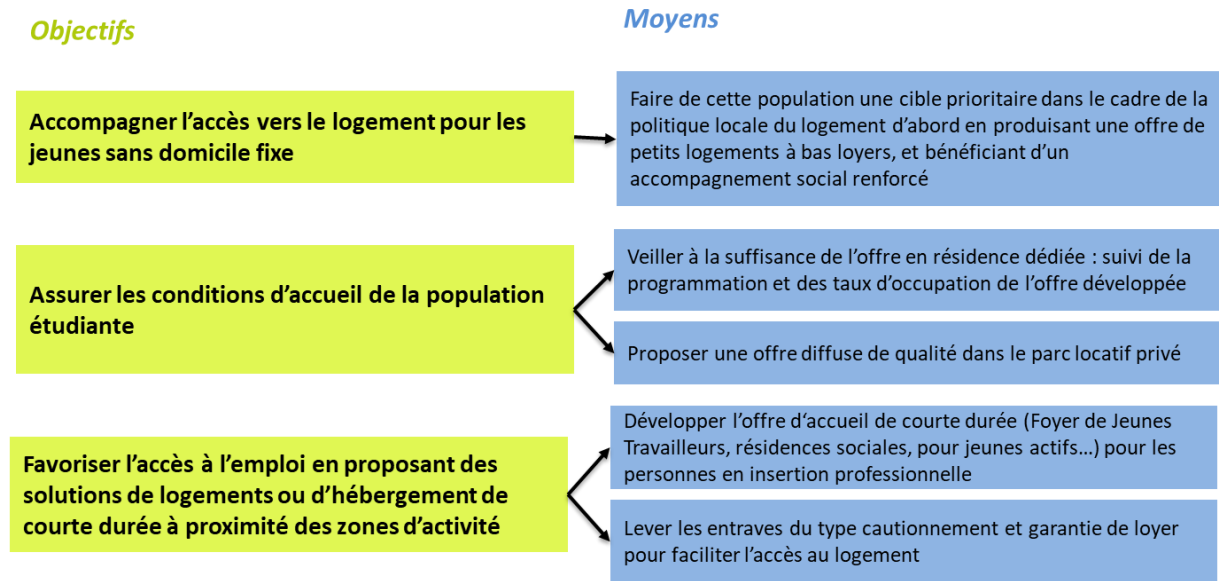 Objectifs
Moyens
Accompagner l’accès vers le logement pour les
jeunes sans domicile fixe
Faire de cette population une cible prioritaire dans le cadre de la
politique locale du logement d’abord en produisant une offre de
petits logements à bas loyers, et bénéficiant d’un
accompagnement social renforcé
Assurer les conditions d’accueil de la population
étudiante
Veiller à la suffisance de l’offre en résidence dédiée : suivi de la
programmation et des taux d’occupation de l’offre développée
Proposer une offre diffuse de qualité dans le parc locatif privé
Favoriser l’accès à l’emploi en proposant des
solutions de logements ou d’hébergement de
courte durée à proximité des zones d’activité
Développer l’offre d‘accueil de courte durée (Foyer de Jeunes
Travailleurs, résidences sociales, pour jeunes actifs…) pour les
personnes en insertion professionnelle
Lever les entraves du type cautionnement et garantie de loyer
pour faciliter l’accès au logement